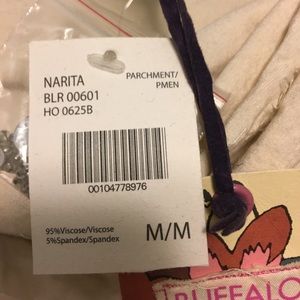 NARITA
BLR 00601
HO 0625B
PARCHMENT/
PMEN
00104778976
95%Viscose/Viscose
5%Spandex/Spandex
M/M
BUFFALO